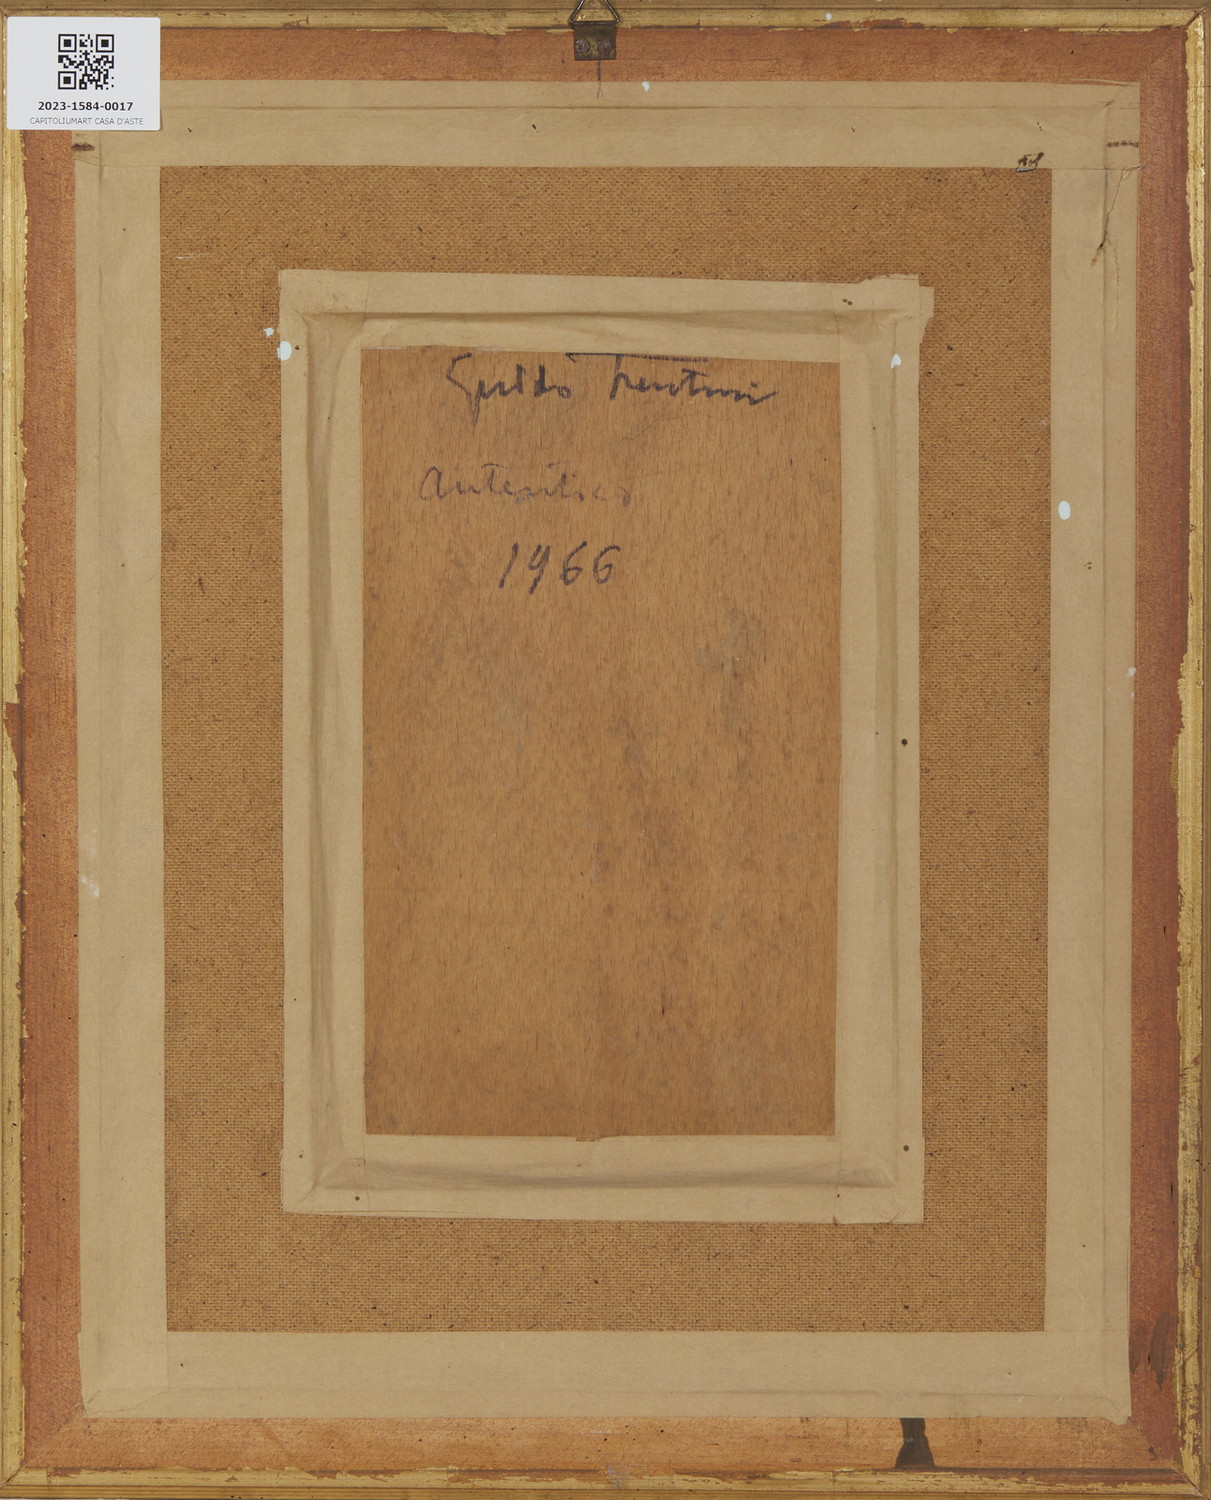 2023-1584-0017
CAPITOLIUMART CASA D'ASTE
Guido Trentini
autentico
1966